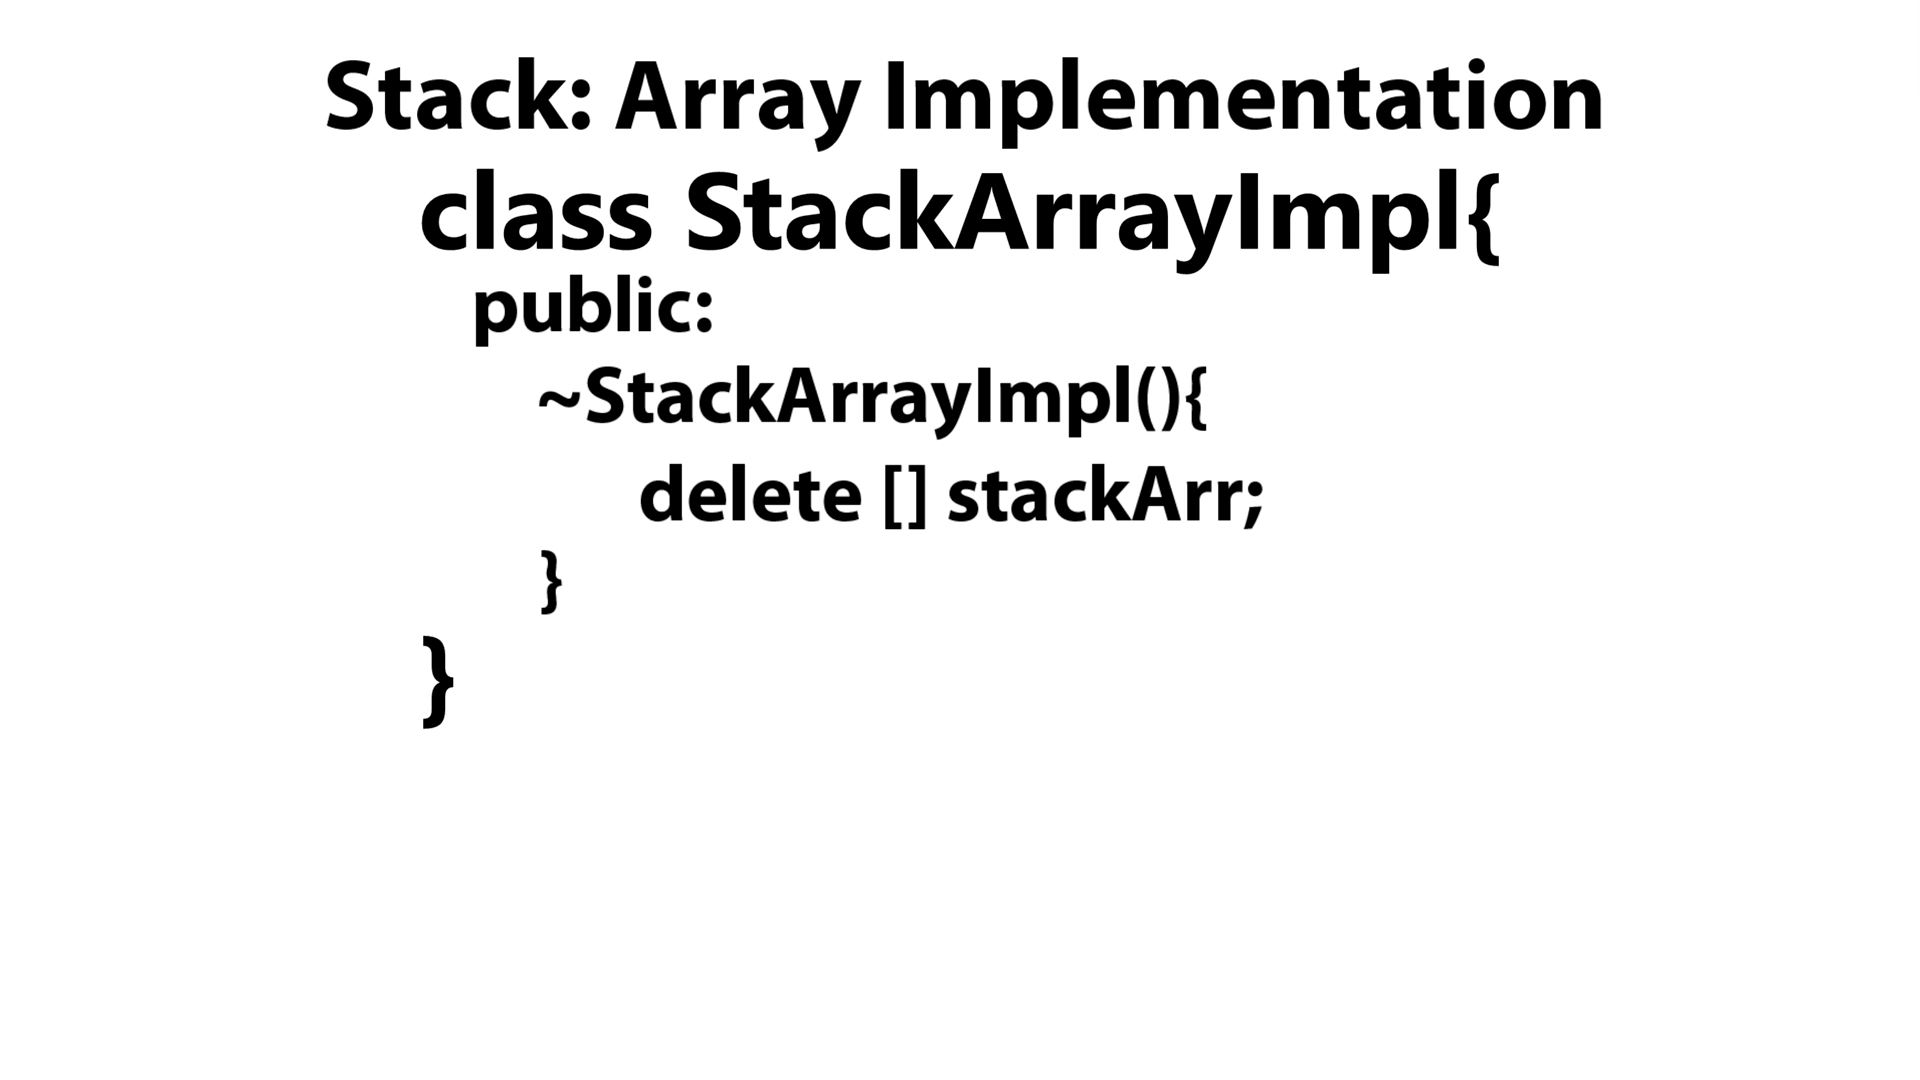 Stack: Array Implementation
class StackArrayImpl{
public:
~StackArrayImpl(){
delete [] stackArr;
}
}